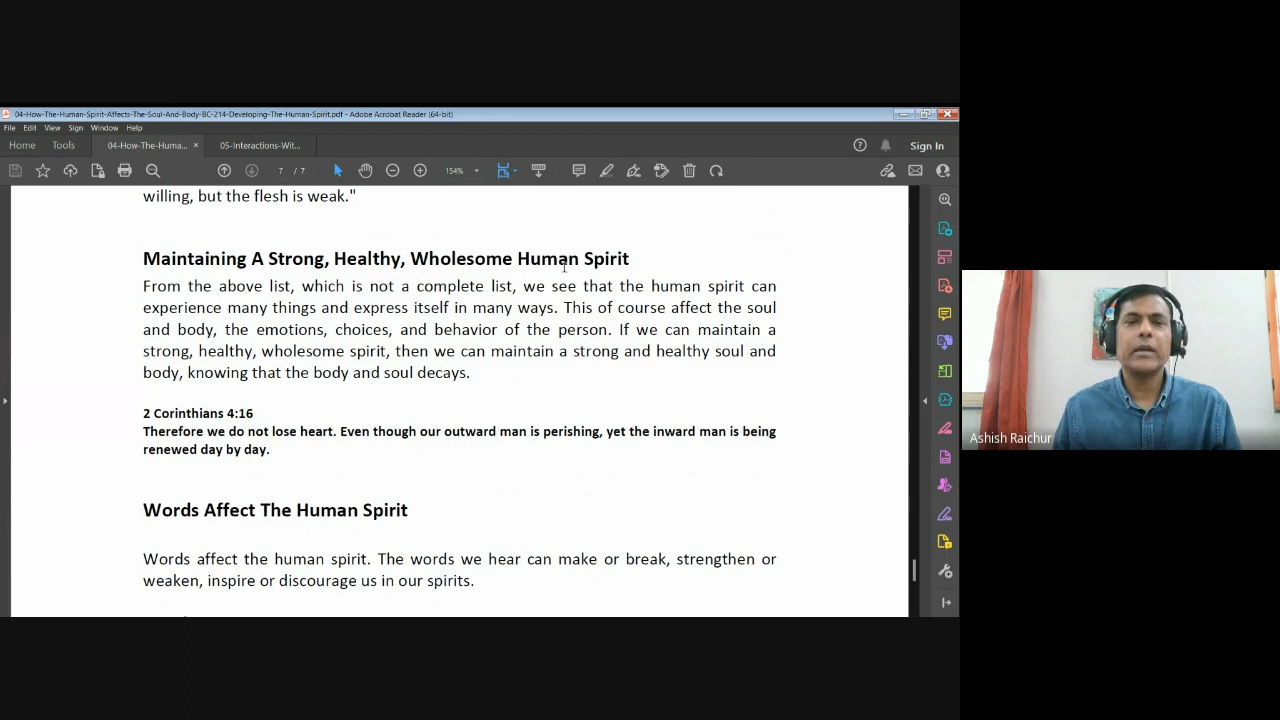 04-How-The-Human-Spirit-Affects-The-Soul-And-Body-BC-214-Developing-The-Human-Spirit.pdf - Adobe Acrobat Reader (64-bit)
File Edit View Sign Window Help
Home Tools 04-How-The-Huma... × 05-Interactions-Wit... Sign In
7 / 7 154%
willing, but the flesh is weak."
Maintaining A Strong, Healthy, Wholesome Human Spirit
From the above list, which is not a complete list, we see that the human spirit can
experience many things and express itself in many ways. This of course affect the soul
and body, the emotions, choices, and behavior of the person. If we can maintain a
strong, healthy, wholesome spirit, then we can maintain a strong and healthy soul and
body, knowing that the body and soul decays.
2 Corinthians 4:16
Therefore we do not lose heart. Even though our outward man is perishing, yet the inward man is being
renewed day by day.
Words Affect The Human Spirit
Words affect the human spirit. The words we hear can make or break, strengthen or
weaken, inspire or discourage us in our spirits.
Ashish Raichur